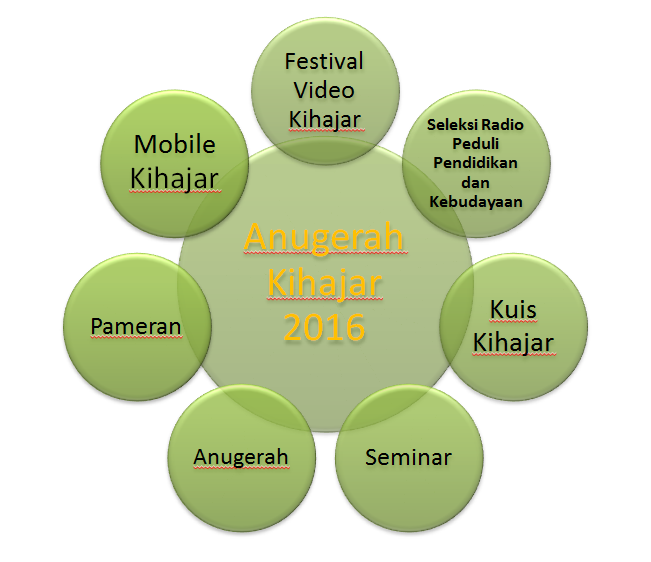 Festival
Video
Kihajar
Seleksi Radio
Peduli
Pendidikan
dan
Kebudayaan
Kuis
Kihajar
Seminar
Anugerah
Pameran
Mobile
Kihajar
Anugerah
Kihajar
2016